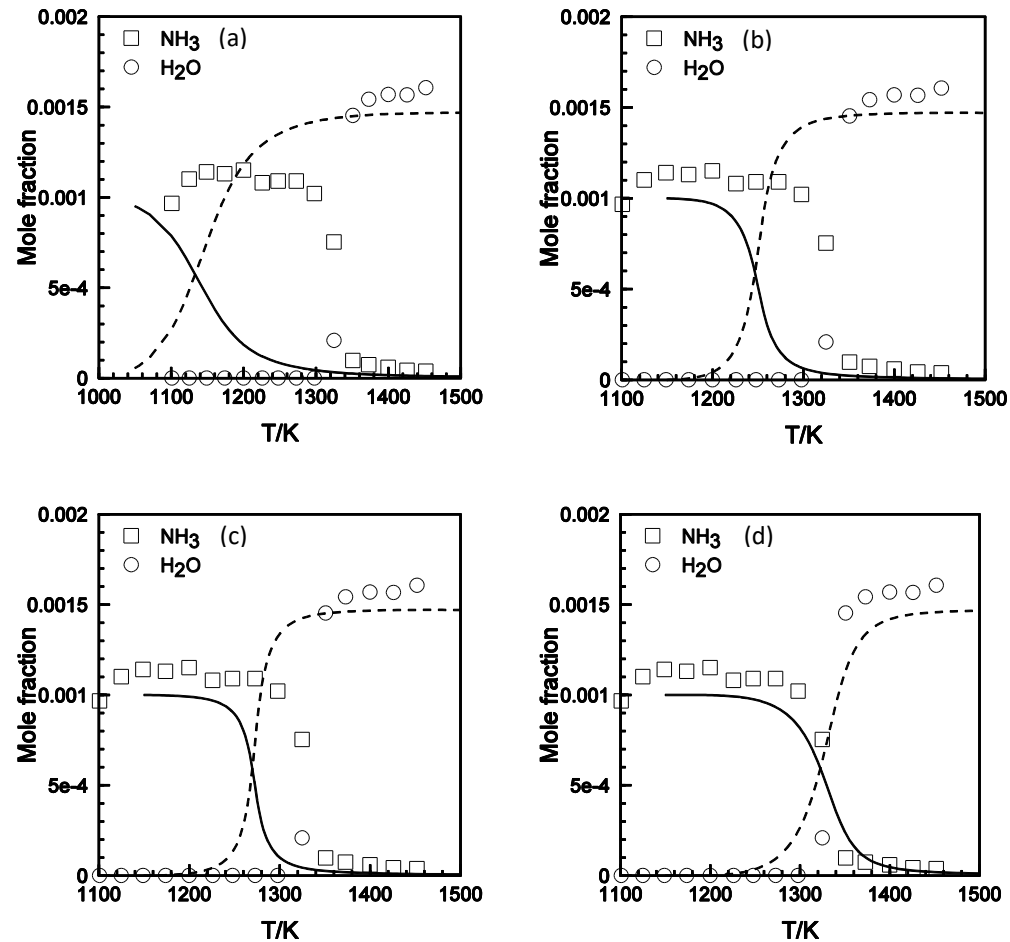 0.002
NH3 (a)
H2O
0.0015
0.001
5e-4
0
1000 1100 1200 1300 1400 1500
Mole fraction
T/K
0.002
NH3 (b)
H2O
0.0015
0.001
5e-4
0
1100 1200 1300 1400 1500
Mole fraction
T/K
0.002
NH3 (c)
H2O
0.0015
0.001
5e-4
0
1100 1200 1300 1400 1500
Mole fraction
T/K
0.002
NH3 (d)
H2O
0.0015
0.001
5e-4
0
1100 1200 1300 1400 1500
Mole fraction
T/K